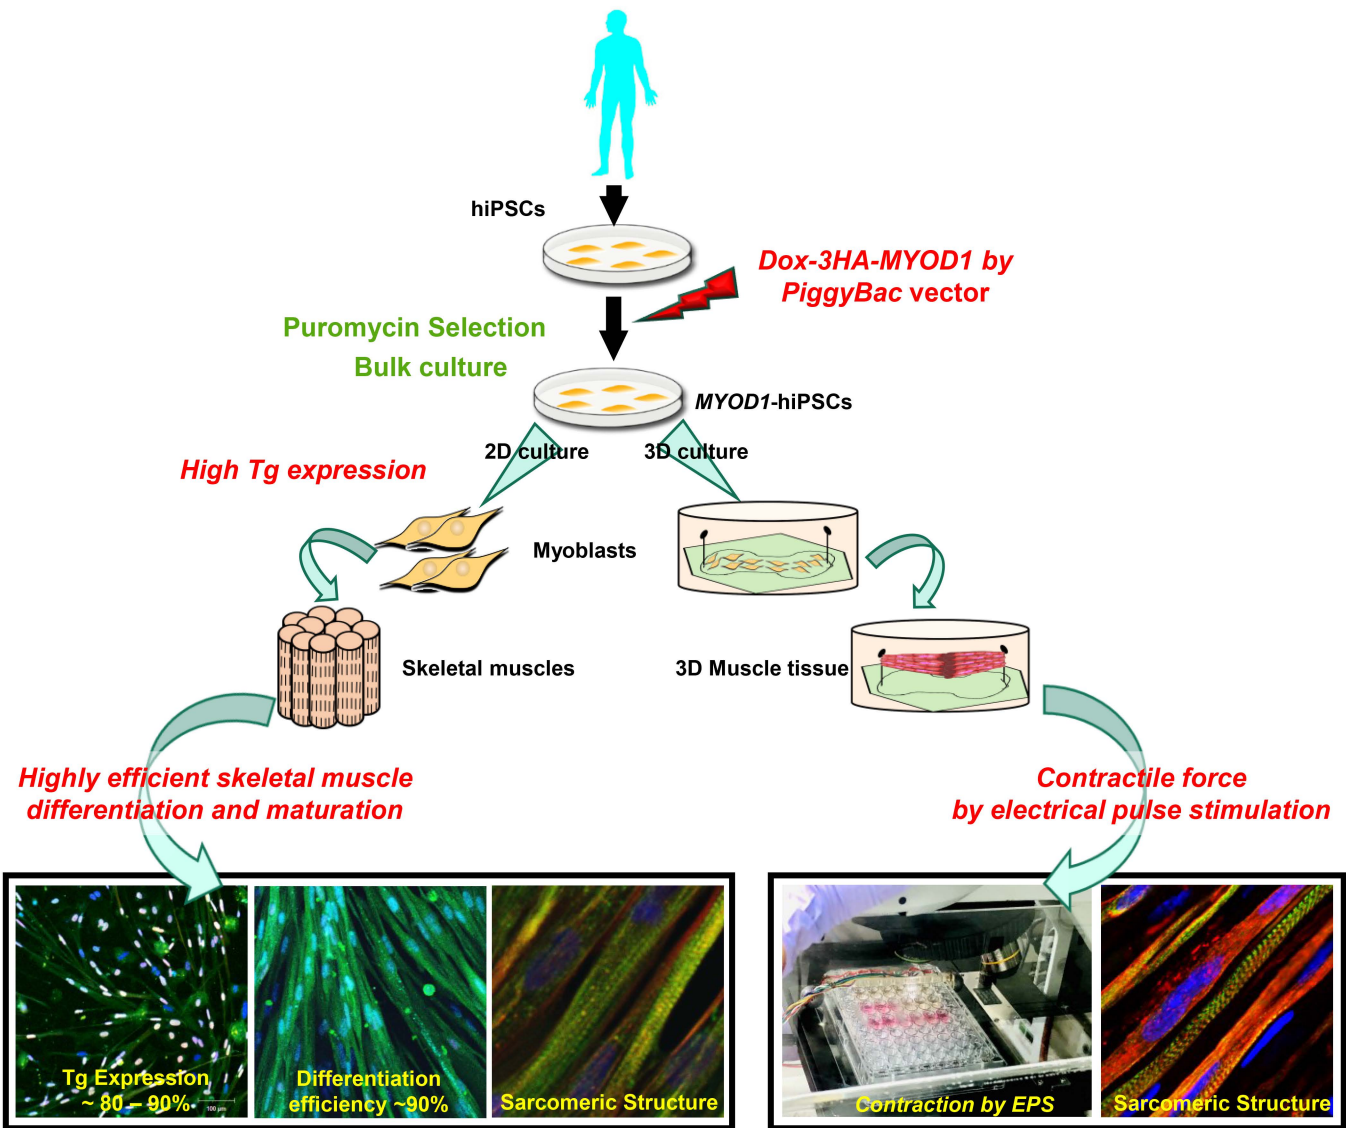 hiPSCs
Dox-3HA-MYOD1 by
PiggyBac vector
Puromycin Selection
Bulk culture
MYOD1-hiPSCs
2D culture
3D culture
High Tg expression
Myoblasts
Skeletal muscles
3D Muscle tissue
Highly efficient skeletal muscle
differentiation and maturation
Contractile force
by electrical pulse stimulation
Tg Expression
~ 80 – 90%
100 µm
Differentiation
efficiency ~90%
Sarcomeric Structure
Contraction by EPS
Sarcomeric Structure